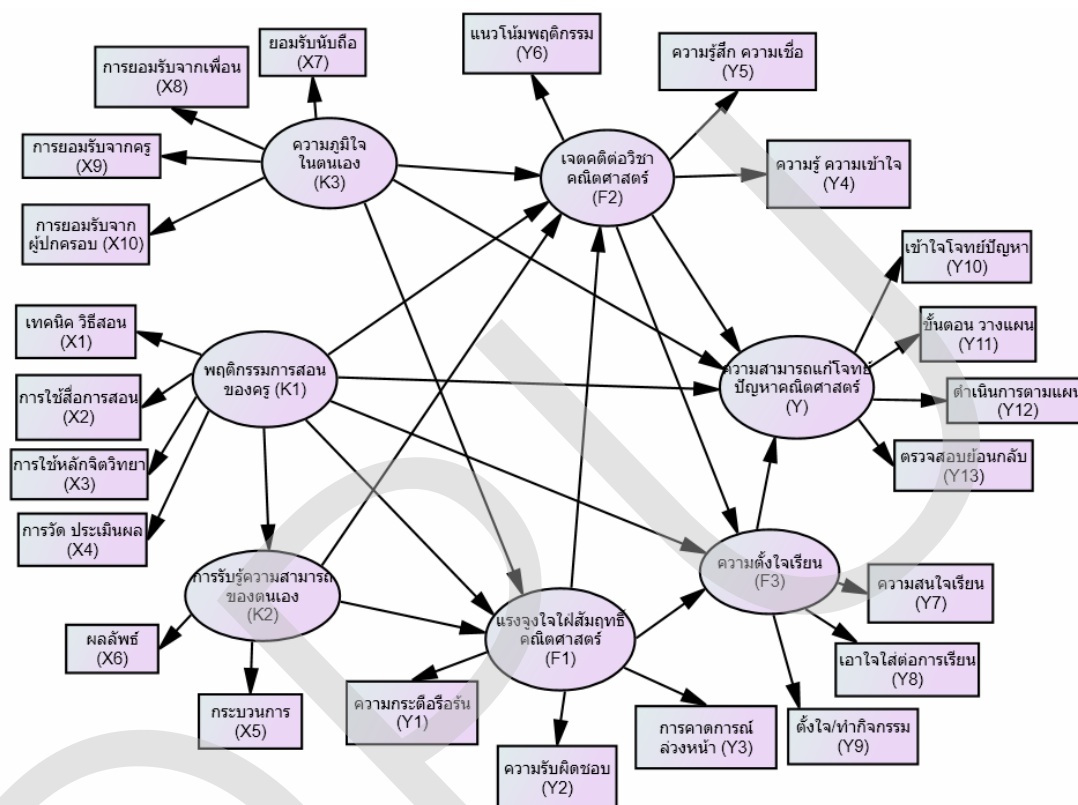 ยอมรับนับถือ
(X7)
แนวโน้มพฤติกรรม
(Y6)
ความรู้สึก ความเชื่อ
(Y5)
การยอมรับจากเพื่อน
(X8)
การยอมรับจากครู
(X9)
ความภูมิใจ
ในตนเอง
(K3)
เจตคติต่อวิชา
คณิตศาสตร์
(F2)
ความรู้ ความเข้าใจ
(Y4)
การยอมรับจาก
ผู้ปกครอบ (X10)
เข้าใจโจทย์ปัญหา
(Y10)
เทคนิค วิธีสอน
(X1)
ขั้นตอน วางแผน
(Y11)
พฤติกรรมการสอน
ของครู (K1)
ความสามารถแก้โจทย์
ปัญหาคณิตศาสตร์
(Y)
การใช้สื่อการสอน
(X2)
ดำเนินการตามแผน
(Y12)
การใช้หลักจิตวิทยา
(X3)
ตรวจสอบย้อนกลับ
(Y13)
การวัด ประเมินผล
(X4)
การรับรู้ความสามารถ
ของตนเอง
(K2)
ความตั้งใจเรียน
(F3)
ความสนใจเรียน
(Y7)
แรงจูงใจใฝ่สัมฤทธิ์
คณิตศาสตร์
(F1)
ผลลัพธ์
(X6)
เอาใจใส่ต่อการเรียน
(Y8)
กระบวนการ
(X5)
ความกระตือรือร้น
(Y1)
การคาดการณ์
ล่วงหน้า (Y3)
ตั้งใจ/ทำกิจกรรม
(Y9)
ความรับผิดชอบ
(Y2)